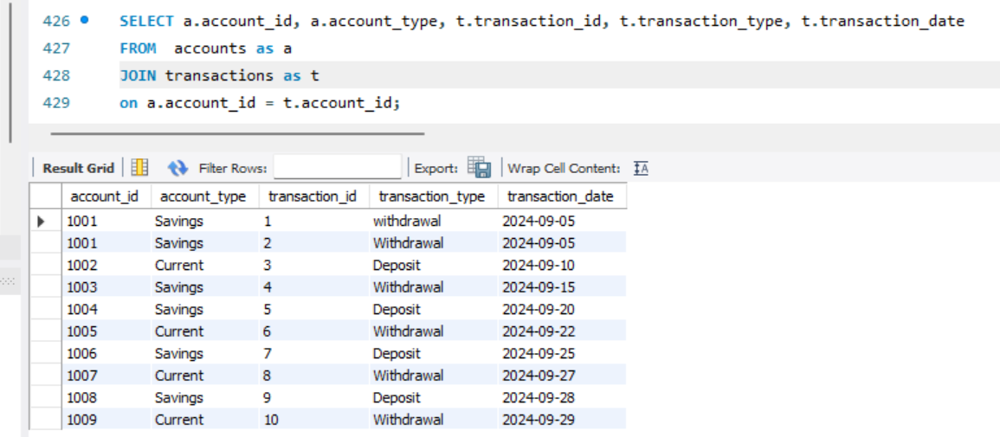 426 SELECT a.account_id, a.account_type, t.transaction_id, t.transaction_type, t.transaction_date
427 FROM accounts as a
428 JOIN transactions as t
429 on a.account_id = t.account_id;
Result Grid Filter Rows: Export: Wrap Cell Content:
account_id account_type transaction_id transaction_type transaction_date
1001 Savings 1 withdrawal 2024-09-05
1001 Savings 2 Withdrawal 2024-09-05
1002 Current 3 Deposit 2024-09-10
1003 Savings 4 Withdrawal 2024-09-15
1004 Savings 5 Deposit 2024-09-20
1005 Current 6 Withdrawal 2024-09-22
1006 Savings 7 Deposit 2024-09-25
1007 Current 8 Withdrawal 2024-09-27
1008 Savings 9 Deposit 2024-09-28
1009 Current 10 Withdrawal 2024-09-29